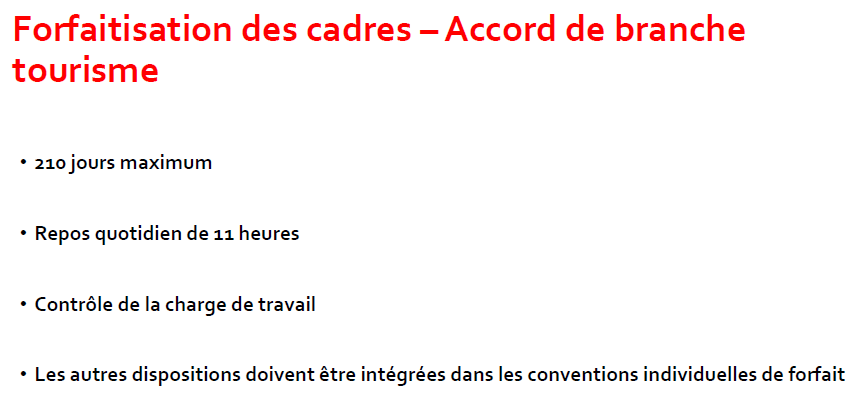 Forfaitisation des cadres – Accord de branche
tourisme
• 210 jours maximum
• Repos quotidien de 11 heures
• Contrôle de la charge de travail
• Les autres dispositions doivent être intégrées dans les conventions individuelles de forfait